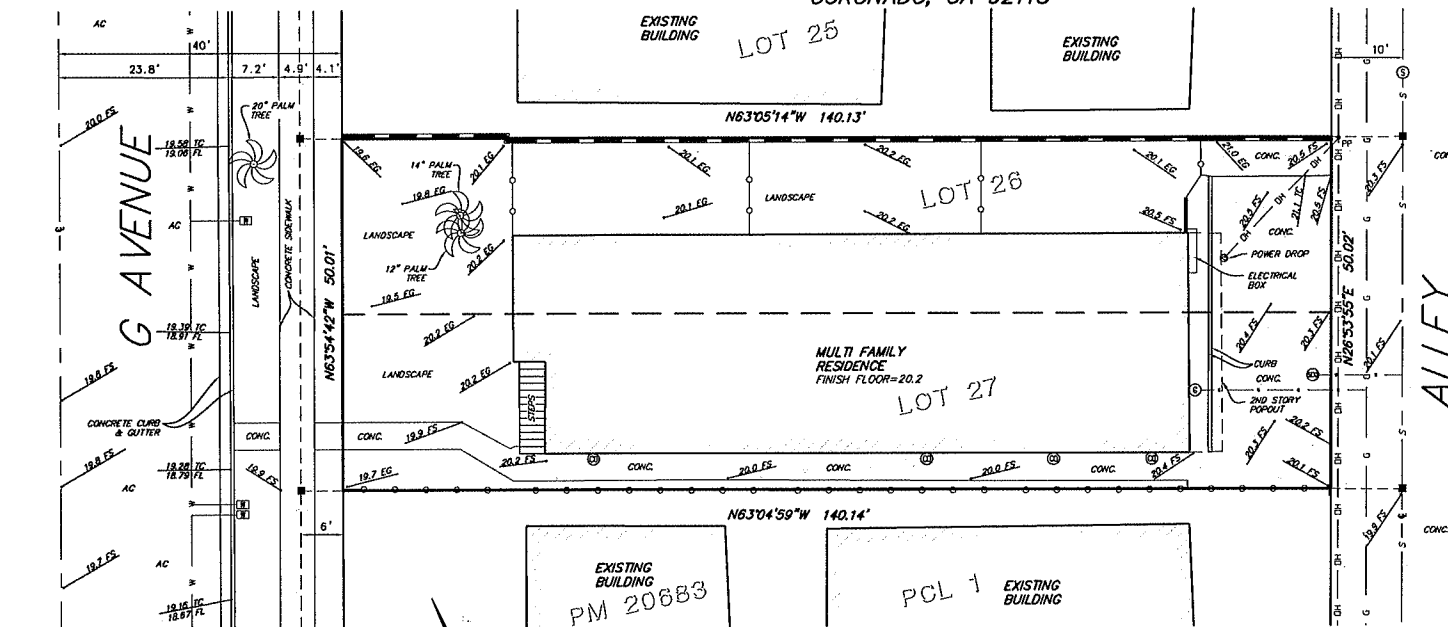 CORONADO, CA 92118
AC
40'
23.8'
7.2'
4.9'
4.1'
EXISTING
BUILDING
LOT 25
EXISTING
BUILDING
10'
20.0 FS
G AVENUE
20" PALM
TREE
19.58 TC
19.06 FL
N63°05'14"W 140.13'
19.6 EG
14" PALM
TREE
20.1 EG
19.8 EG
20.1 EG
20.2 EG
20.1 EG
21.0 EG
CONC.
20.5 FS
PP
20.3 FS
LANDSCAPE
LOT 26
20.1 EG
20.2 EG
20.5 FS
20.5 FS
21.1 TC
20.5 FS
CONC.
AC
LANDSCAPE
CONCRETE SIDEWALK
LANDSCAPE
12" PALM
TREE
20.2 EG
19.5 EG
POWER DROP
ELECTRICAL
BOX
N63°54'42"W 50.01'
N26°53'55"E 50.02'
ALLEY
19.39 TC
18.91 FL
20.2 EG
LANDSCAPE
20.2 EG
STEPS
MULTI FAMILY
RESIDENCE
FINISH FLOOR=20.2
LOT 27
20.4 FS
20.3 FS
20.1 FS
CURB
CONC.
2ND STORY
POPOUT
19.8 FS
CONCRETE CURB
& GUTTER
CONC.
CONC.
19.9 FS
20.2 FS
20.3 FS
19.8 FS
19.28 TC
18.79 FL
AC
19.9 FS
19.7 EG
20.2 FS
CONC.
20.0 FS
CONC.
20.0 FS
CONC.
20.4 FS
20.1 FS
N63°04'59"W 140.14'
6'
19.9 FS
CONC.
19.7 FS
AC
19.15 TC
18.67 FL
EXISTING
BUILDING
PM 20683
PCL 1
EXISTING
BUILDING